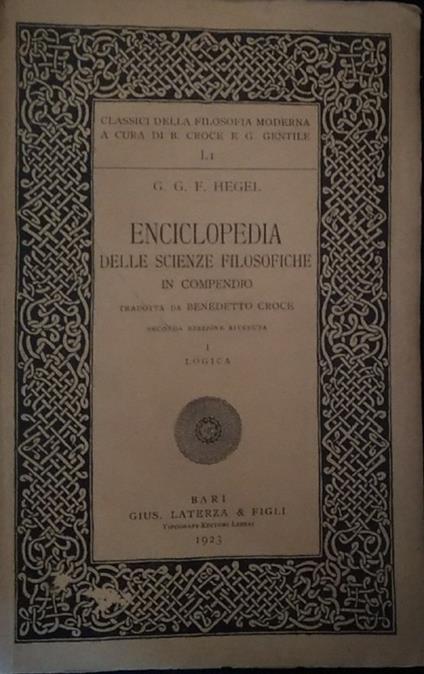 CLASSICI DELLA FILOSOFIA MODERNA
A CURA DI B. CROCE E G. GENTILE
I.1
G. G. F. HEGEL
ENCICLOPEDIA
DELLE SCIENZE FILOSOFICHE
IN COMPENDIO
TRADOTTA DA BENEDETTO CROCE
SECONDA EDIZIONE RIVEDUTA
I
LOGICA
BARI
GIUS. LATERZA & FIGLI
TIPOGRAFI-EDITORI-LIBRAI
1923